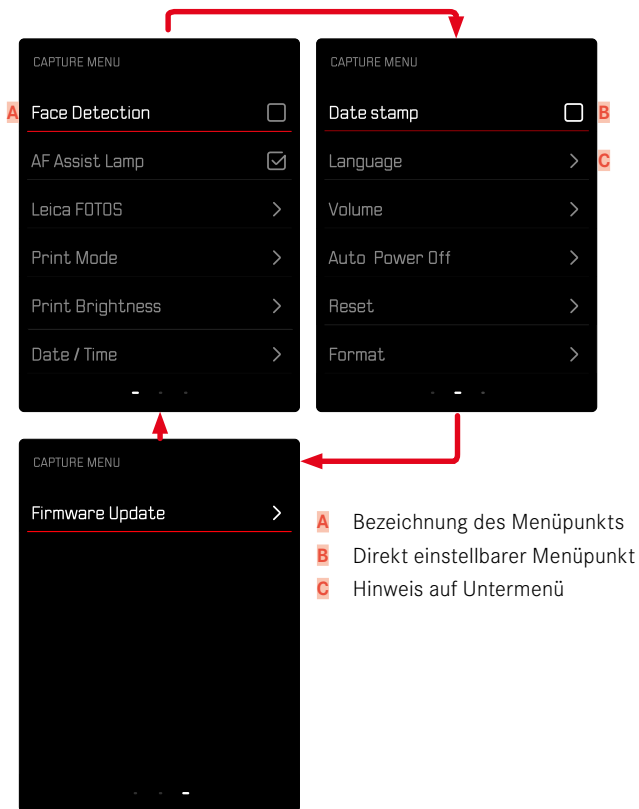 CAPTURE MENU
A Face Detection
AF Assist Lamp
Leica FOTOS
Print Mode
Print Brightness
Date / Time
CAPTURE MENU
Date stamp B
Language C
Volume
Auto Power Off
Reset
Format
CAPTURE MENU
Firmware Update
A Bezeichnung des Menüpunkts
B Direkt einstellbarer Menüpunkt
C Hinweis auf Untermenü